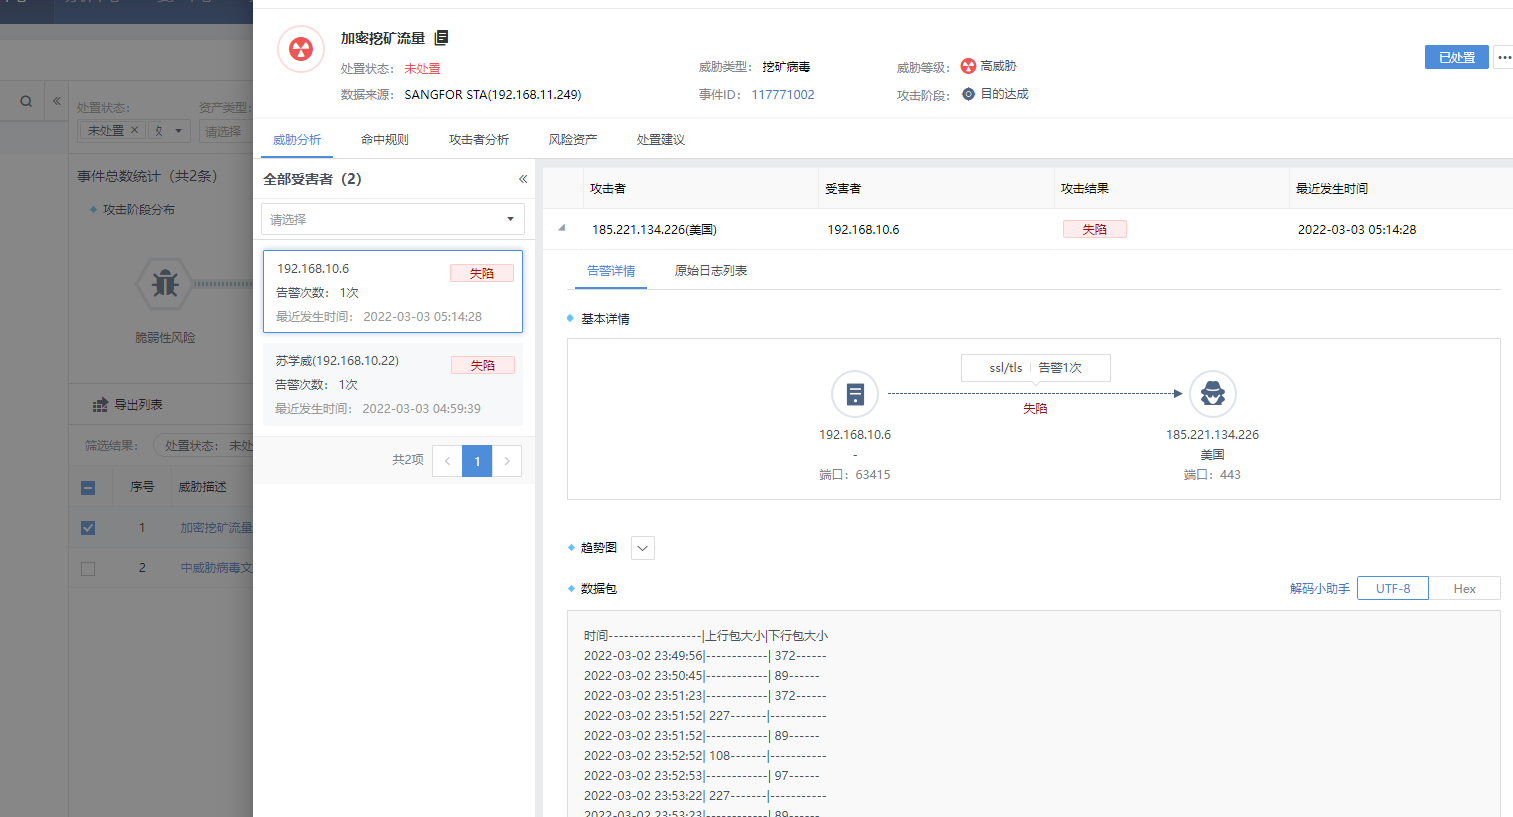 加密挖矿流量
处置状态： 未处置
威胁类型： 挖矿病毒
威胁等级： 高威胁
数据来源： SANGFOR STA(192.168.11.249)
事件ID： 117771002
攻击阶段： 目的达成
已处置
威胁分析 命中规则 攻击者分析 风险资产 处置建议
处置状态：
资产类型：
未处置 ×
请选择
事件总数统计（共2条）
攻击阶段分布
脆弱性风险
导出列表
筛选结果：
处置状态： 未处
序号 威胁描述
1 加密挖矿流量
2 中威胁病毒文
全部受害者（2）
请选择
192.168.10.6 失陷
告警次数： 1次
最近发生时间： 2022-03-03 05:14:28
苏学威(192.168.10.22) 失陷
告警次数： 1次
最近发生时间： 2022-03-03 04:59:39
共2项 < 1 >
攻击者 受害者 攻击结果 最近发生时间
185.221.134.226(美国) 192.168.10.6 失陷 2022-03-03 05:14:28
告警详情 原始日志列表
基本详情
ssl/tls 告警1次
失陷
192.168.10.6
-
端口：63415
185.221.134.226
美国
端口：443
趋势图
数据包
解码小助手 UTF-8 Hex
时间------------------|上行包大小|下行包大小
2022-03-02 23:49:56|------------| 372------
2022-03-02 23:50:45|------------| 89------
2022-03-02 23:51:23|------------| 372------
2022-03-02 23:51:52| 227-------|-----------
2022-03-02 23:51:52|------------| 89------
2022-03-02 23:52:52| 108-------|-----------
2022-03-02 23:52:53|------------| 97------
2022-03-02 23:53:22| 227-------|-----------
2022-03-02 23:53:23|------------| 89------